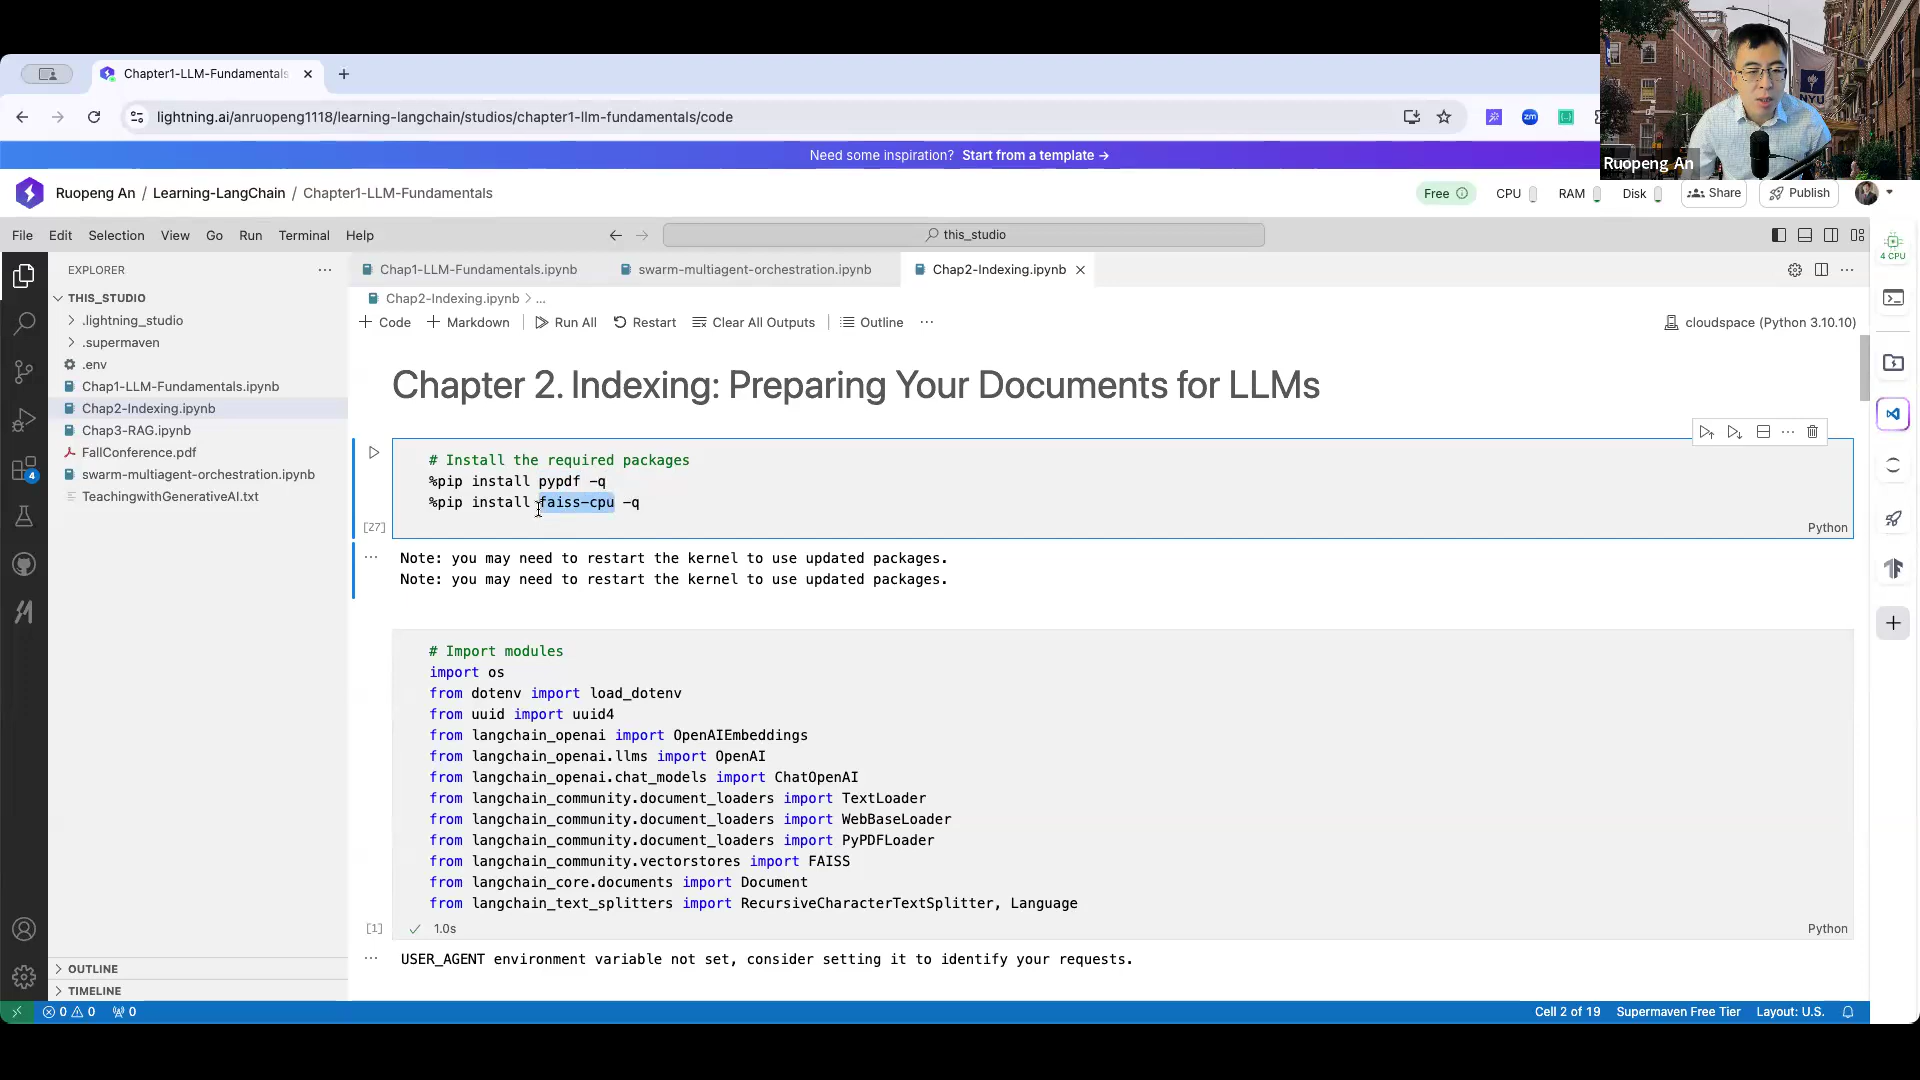 Chapter1-LLM-Fundamentals
lightning.ai/anruopeng1118/learning-langchain/studios/chapter1-llm-fundamentals/code
zm
NYU
Ruopeng An
Need some inspiration? Start from a template →
Ruopeng An / Learning-LangChain / Chapter1-LLM-Fundamentals
Free CPU RAM Disk Share Publish
File Edit Selection View Go Run Terminal Help
this_studio
4 CPU
EXPLORER
THIS_STUDIO
.lightning_studio
.supermaven
.env
Chap1-LLM-Fundamentals.ipynb
Chap2-Indexing.ipynb
Chap3-RAG.ipynb
FallConference.pdf
swarm-multiagent-orchestration.ipynb
TeachingwithGenerativeAI.txt
4
OUTLINE
TIMELINE
Chap1-LLM-Fundamentals.ipynb swarm-multiagent-orchestration.ipynb Chap2-Indexing.ipynb
Chap2-Indexing.ipynb > ...
+ Code + Markdown Run All Restart Clear All Outputs Outline ...
cloudspace (Python 3.10.10)
Chapter 2. Indexing: Preparing Your Documents for LLMs
# Install the required packages
%pip install pypdf -q
%pip install faiss-cpu -q
[27] Python
Note: you may need to restart the kernel to use updated packages.
Note: you may need to restart the kernel to use updated packages.
# Import modules
import os
from dotenv import load_dotenv
from uuid import uuid4
from langchain_openai import OpenAIEmbeddings
from langchain_openai.llms import OpenAI
from langchain_openai.chat_models import ChatOpenAI
from langchain_community.document_loaders import TextLoader
from langchain_community.document_loaders import WebBaseLoader
from langchain_community.document_loaders import PyPDFLoader
from langchain_community.vectorstores import FAISS
from langchain_core.documents import Document
from langchain_text_splitters import RecursiveCharacterTextSplitter, Language
[1] 1.0s Python
USER_AGENT environment variable not set, consider setting it to identify your requests.
0 0 0
Cell 2 of 19 Supermaven Free Tier Layout: U.S.